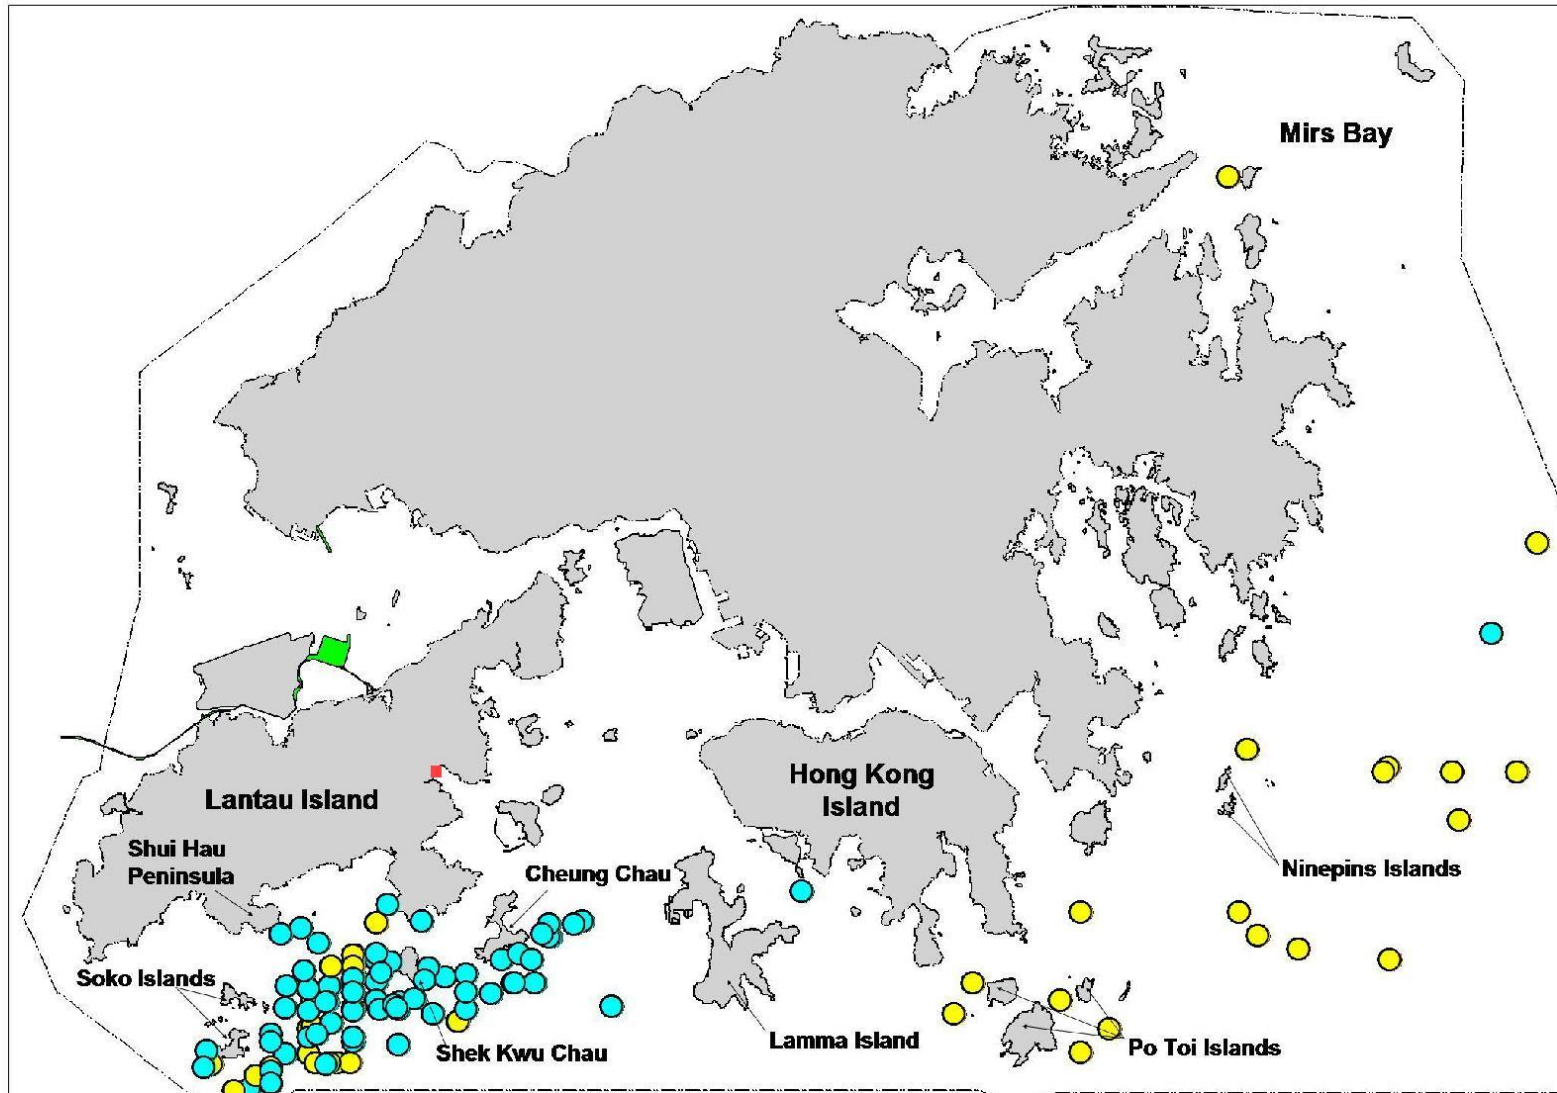 Mirs Bay
Hong Kong
Island
Lantau Island
Shui Hau
Peninsula
Cheung Chau
Ninepins Islands
Soko Islands
Lamma Island
Po Toi Islands
Shek Kwu Chau